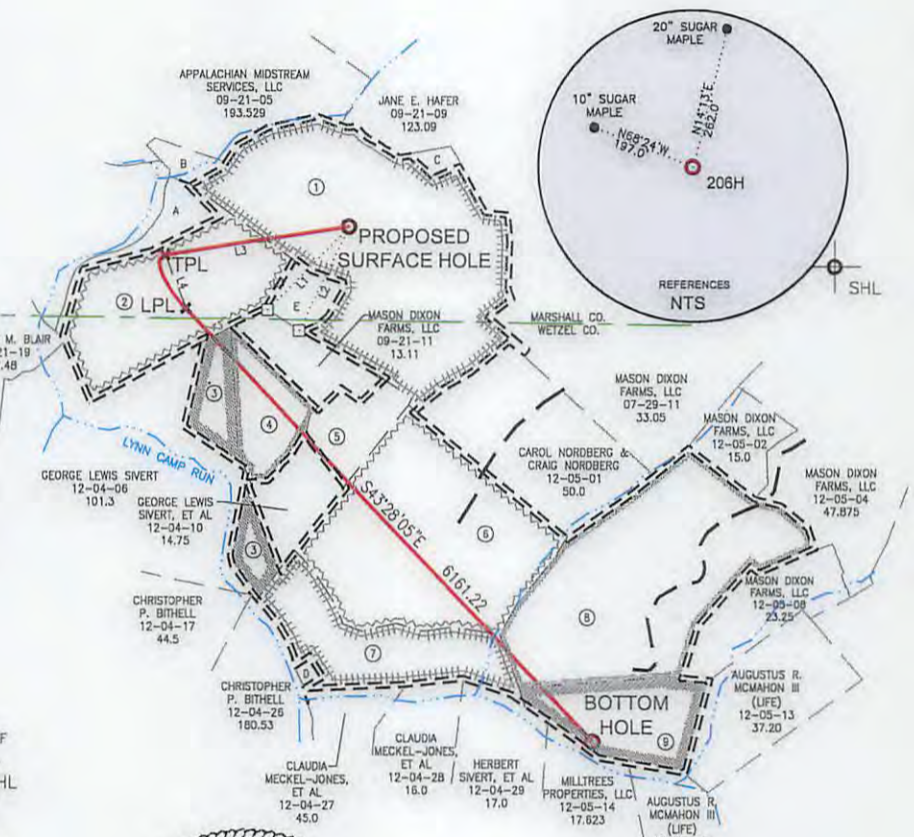 APPALACHIAN MIDSTREAM
SERVICES, LLC
09-21-05
193.529
JANE E. HAFER
09-21-09
123.09
20" SUGAR
MAPLE
10" SUGAR
MAPLE
N14°11'E
262.0'
N68°24'W
197.0'
206H
REFERENCES
NTS
SHL
B
C
A
1
PROPOSED
SURFACE HOLE
L3
TPL
L4
LPL
L1
L2
E
2
M. BLAIR
MASON DIXON
FARMS, LLC
09-21-11
13.11
MARSHALL CO.
WETZEL CO.
3
4
5
LYNN CAMP RUN
GEORGE LEWIS SIVERT
12-04-06
101.3
GEORGE LEWIS
SIVERT, ET AL
12-04-10
14.75
S43°28'05"E
6161.22
CAROL NORDBERG &
CRAIG NORDBERG
12-05-01
50.0
MASON DIXON
FARMS, LLC
07-29-11
33.05
MASON DIXON
FARMS, LLC
12-05-02
15.0
MASON DIXON
FARMS, LLC
12-05-04
47.875
6
3
8
MASON DIXON
FARMS, LLC
12-05-08
23.25
CHRISTOPHER
P. BITHELL
12-04-17
44.5
7
D
CHRISTOPHER
P. BITHELL
12-04-26
180.53
BOTTOM
HOLE
9
AUGUSTUS R.
MCMAHON III
(LIFE)
12-05-13
37.20
CLAUDIA
MECKEL-JONES,
ET AL
12-04-27
45.0
CLAUDIA
MECKEL-JONES,
ET AL
12-04-28
16.0
HERBERT
SIVERT, ET AL
12-04-29
17.0
MILLTREES
PROPERTIES, LLC
12-05-14
17.623
AUGUSTUS R.
MCMAHON III
(LIFE)